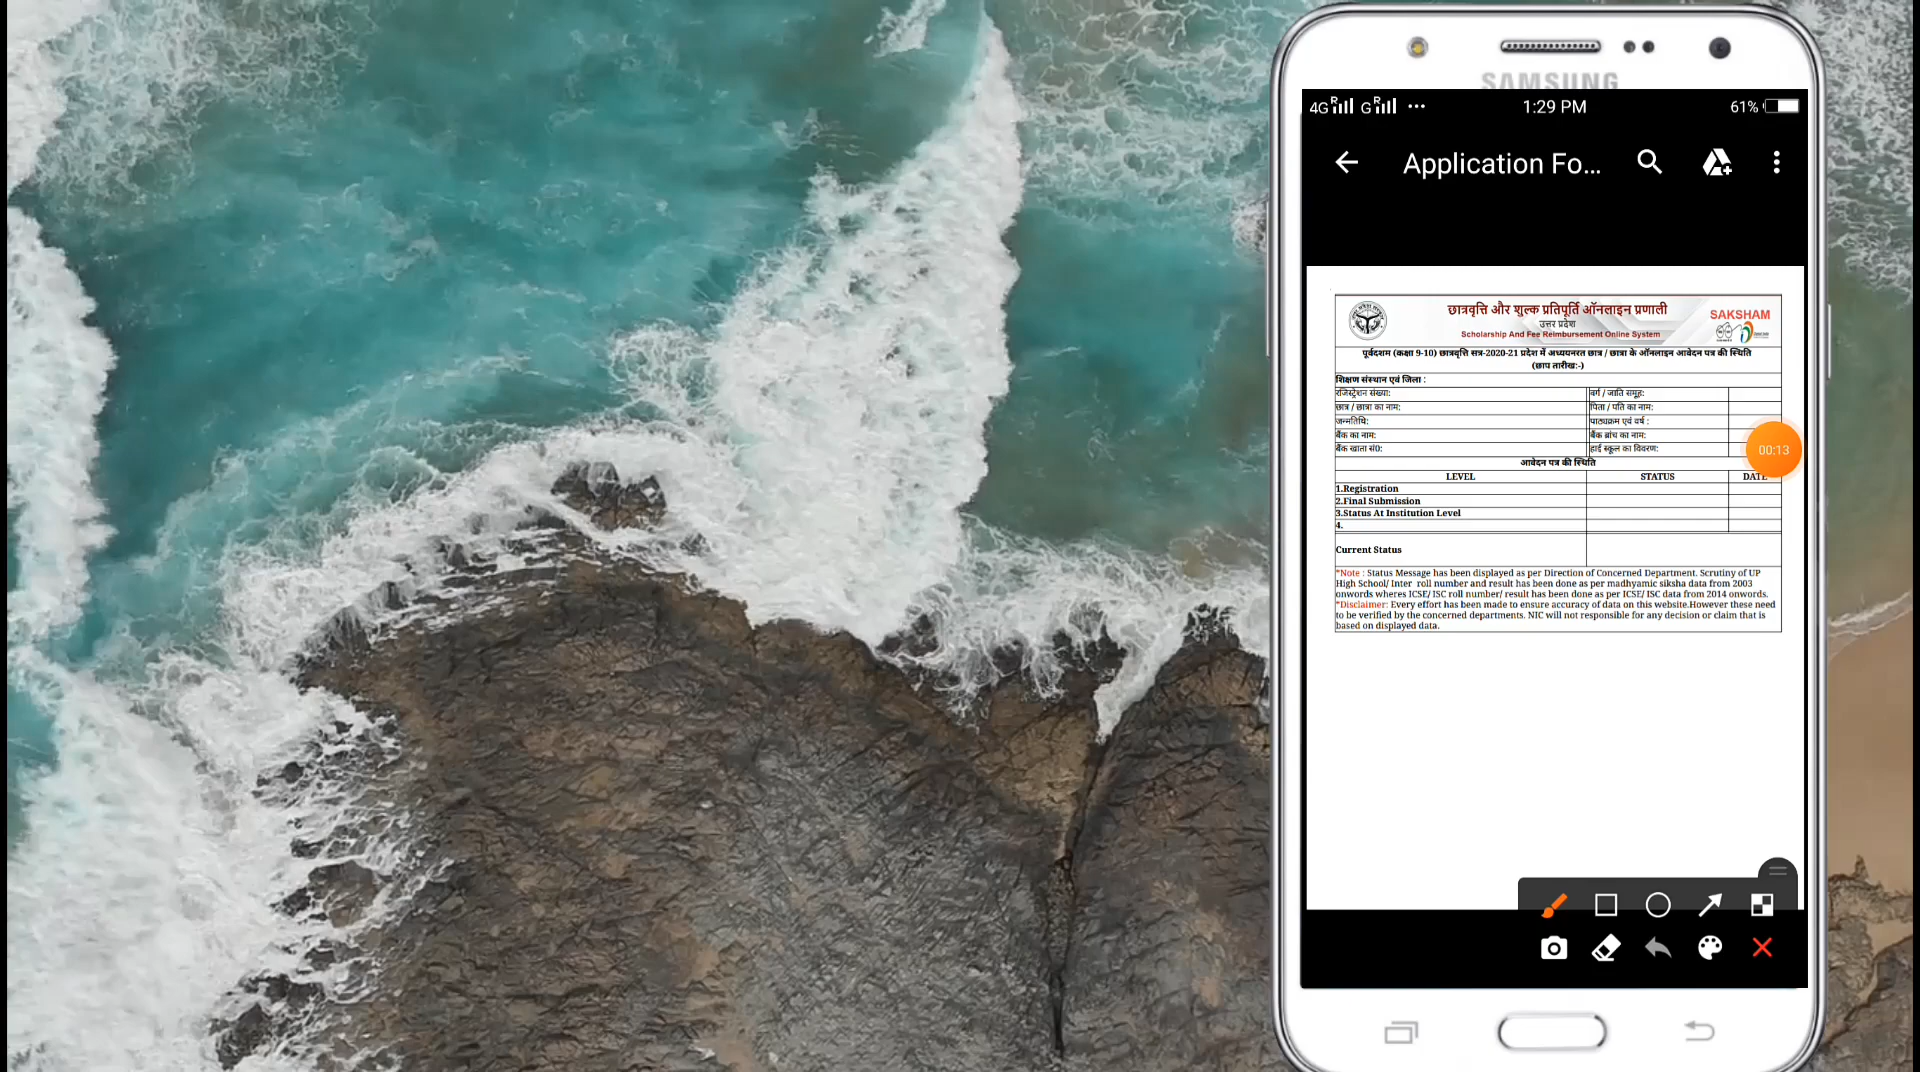 SAMSUNG
4G R G R ••• 1:29 PM 61%
Application Fo...
छात्रवृत्ति और शुल्क प्रतिपूर्ति ऑनलाइन प्रणाली
उत्तर प्रदेश
Scholarship And Fee Reimbursement Online System
SAKSHAM
पूर्वदशम (कक्षा 9-10) छात्रवृत्ति सत्र-2020-21 प्रदेश में अध्ययनरत छात्र / छात्रा के ऑनलाइन आवेदन पत्र की स्थिति
(छाप तारीख:-)
शिक्षण संस्थान एवं जिला :
रजिस्ट्रेशन संख्या: वर्ग / जाति समूह:
छात्र / छात्रा का नाम: पिता / पति का नाम:
जन्मतिथि: पाठ्यक्रम एवं वर्ष :
बैंक का नाम: बैंक ब्रांच का नाम:
बैंक खाता सं0: हाई स्कूल का विवरण:
00:13
आवेदन पत्र की स्थिति
LEVEL STATUS DATE
1.Registration
2.Final Submission
3.Status At Institution Level
4.
Current Status
*Note : Status Message has been displayed as per Direction of Concerned Department. Scrutiny of UP
High School/ Inter roll number and result has been done as per madhyamic siksha data from 2003
onwords wheres ICSE/ ISC roll number/ result has been done as per ICSE/ ISC data from 2014 onwords.
*Disclaimer: Every effort has been made to ensure accuracy of data on this website.However these need
to be verified by the concerned departments. NIC will not responsible for any decision or claim that is
based on displayed data.